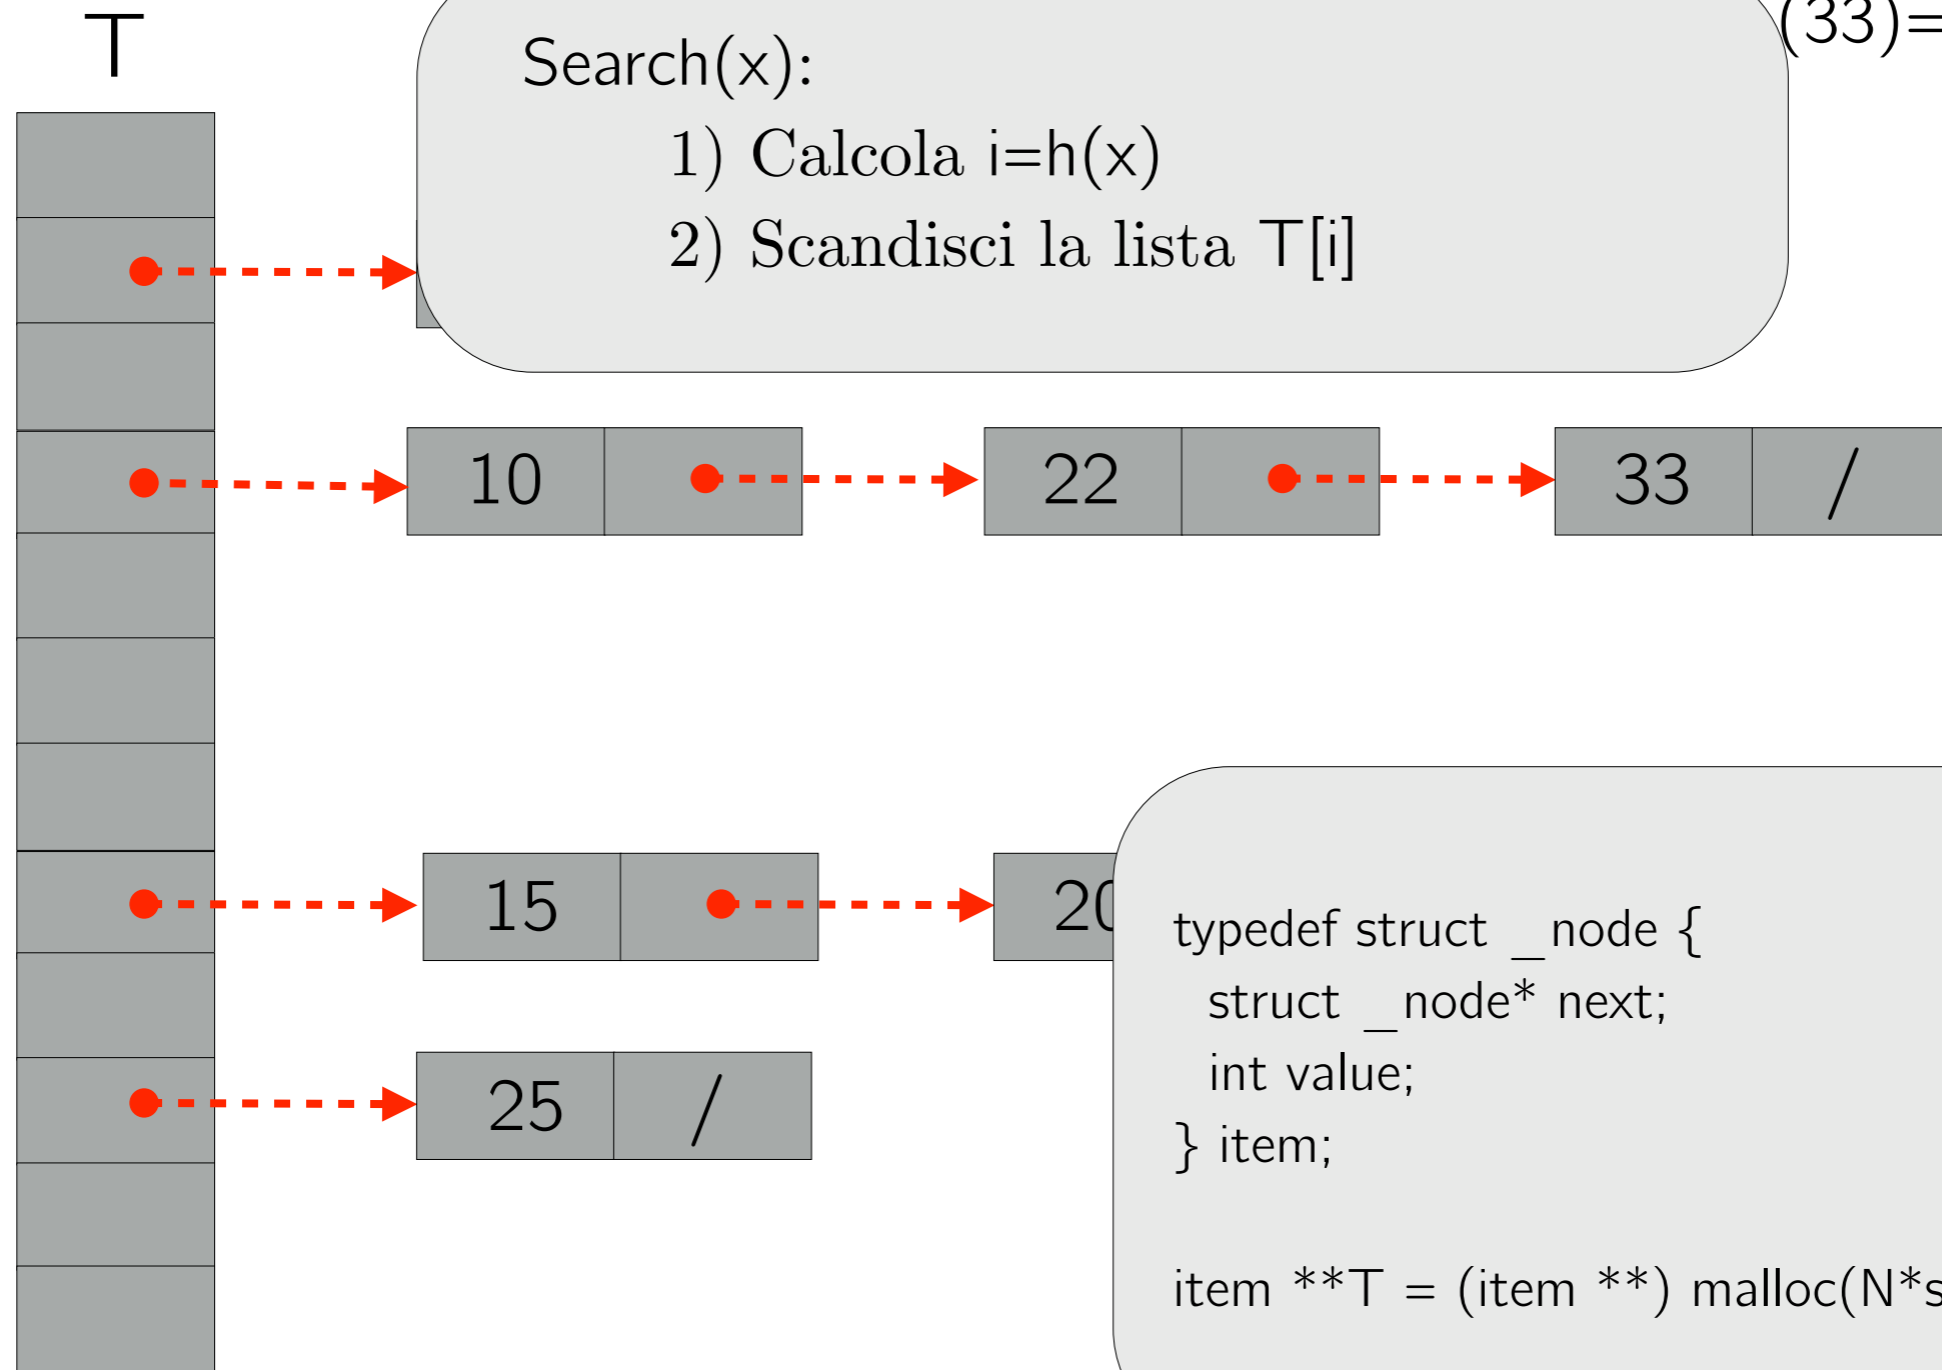 T
(33)=
Search(x):
1) Calcola i=h(x)
2) Scandisci la lista T[i]
10
22
33 /
15
20
25 /
typedef struct _node {
struct _node* next;
int value;
} item;
item **T = (item **) malloc(N*s